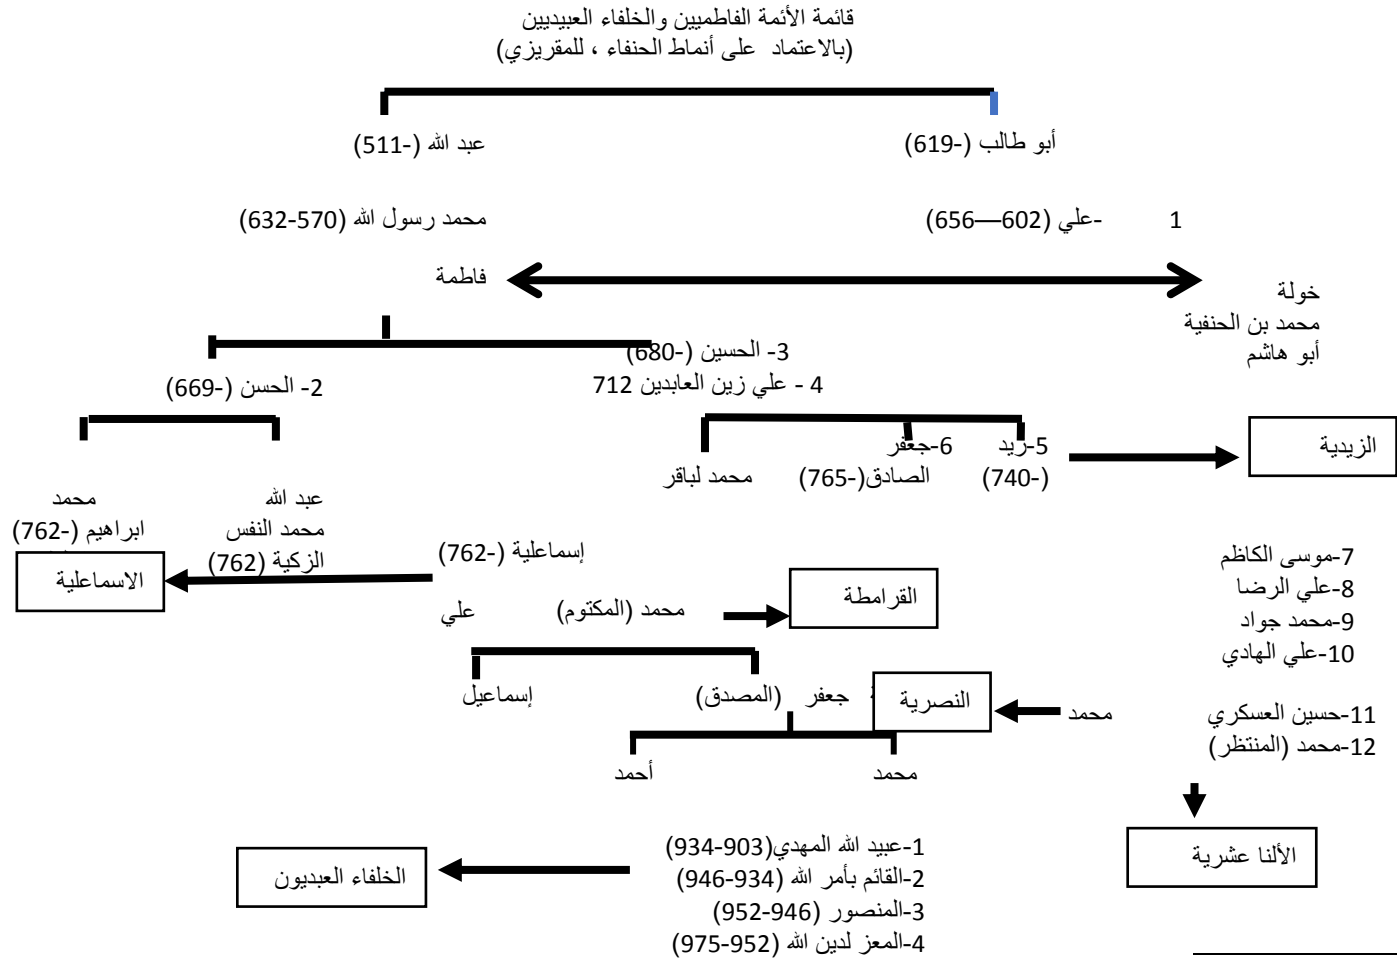 قائمة الأئمة الفاطميين والخلفاء العبيديين
(بالاعتماد على أنماط الحنفاء ، للمقريزي)
أبو طالب (-619)
عبد الله (-511)
1 -علي (602—656)
محمد رسول الله (570-632)
فاطمة
خولة
محمد بن الحنفية
أبو هاشم
3- الحسين (-680)
4 - علي زين العابدين 712
2- الحسن (-669)
5-زيد
(-740)
6-جعفر
الصادق(-765)
محمد لباقر
الزيدية
عبد الله
محمد النفس
الزكية (762)
محمد
ابراهيم (-762)
إسماعلية (-762)
الاسماعلية
7-موسى الكاظم
8-علي الرضا
9-محمد جواد
10-علي الهادي
القرامطة
محمد (المكتوم)
علي
11-حسين العسكري
12-محمد (المنتظر)
محمد
النصرية
جعفر (المصدق)
إسماعيل
محمد
أحمد
الألنا عشرية
1-عبيد الله المهدي(903-934)
2-القائم بأمر الله (934-946)
3-المنصور (946-952)
4-المعز لدين الله (952-975)
الخلفاء العبديون